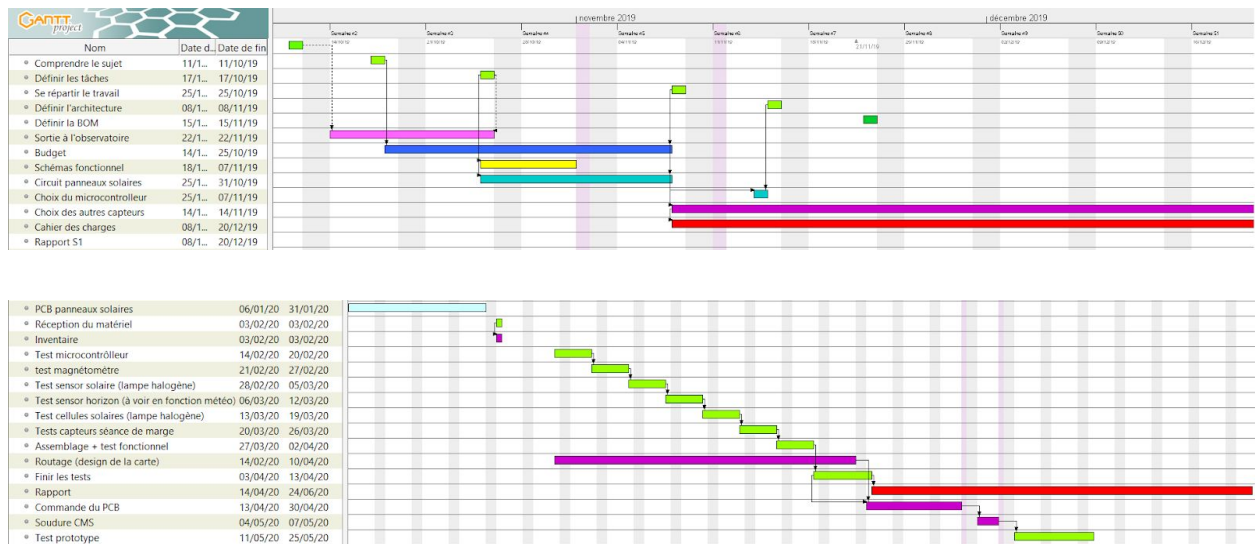 GANTT
project
novembre 2019
décembre 2019
Nom Date d... Date de fin
21/11/19
Comprendre le sujet 11/1... 11/10/19
Définir les tâches 17/1... 17/10/19
Se répartir le travail 25/1... 25/10/19
Définir l'architecture 08/1... 08/11/19
Définir la BOM 15/1... 15/11/19
Sortie à l'observatoire 22/1... 22/11/19
Budget 14/1... 25/10/19
Schémas fonctionnel 18/1... 07/11/19
Circuit panneaux solaires 25/1... 31/10/19
Choix du microcontrolleur 25/1... 07/11/19
Choix des autres capteurs 14/1... 14/11/19
Cahier des charges 08/1... 20/12/19
Rapport S1 08/1... 20/12/19
PCB panneaux solaires 06/01/20 31/01/20
Réception du matériel 03/02/20 03/02/20
Inventaire 03/02/20 03/02/20
Test microcontrôlleur 14/02/20 20/02/20
test magnétomètre 21/02/20 27/02/20
Test sensor solaire (lampe halogène) 28/02/20 05/03/20
Test sensor horizon (à voir en fonction météo) 06/03/20 12/03/20
Test cellules solaires (lampe halogène) 13/03/20 19/03/20
Tests capteurs séance de marge 20/03/20 26/03/20
Assemblage + test fonctionnel 27/03/20 02/04/20
Routage (design de la carte) 14/02/20 10/04/20
Finir les tests 03/04/20 13/04/20
Rapport 14/04/20 24/06/20
Commande du PCB 13/04/20 30/04/20
Soudure CMS 04/05/20 07/05/20
Test prototype 11/05/20 25/05/20